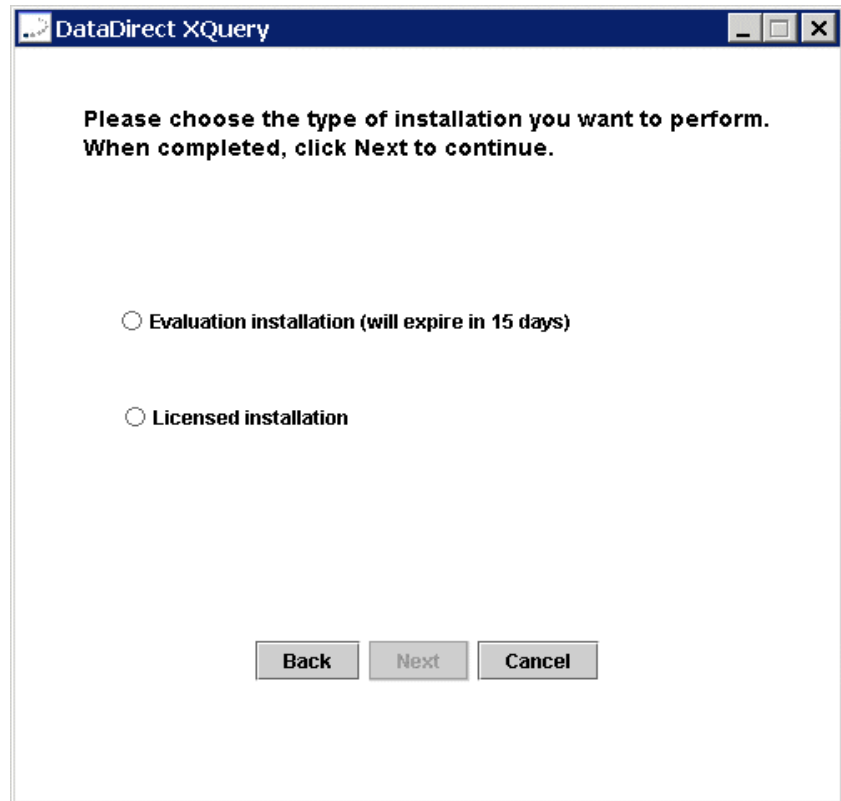 DataDirect XQuery
Please choose the type of installation you want to perform.
When completed, click Next to continue.
Evaluation installation (will expire in 15 days)
Licensed installation
Back Next Cancel